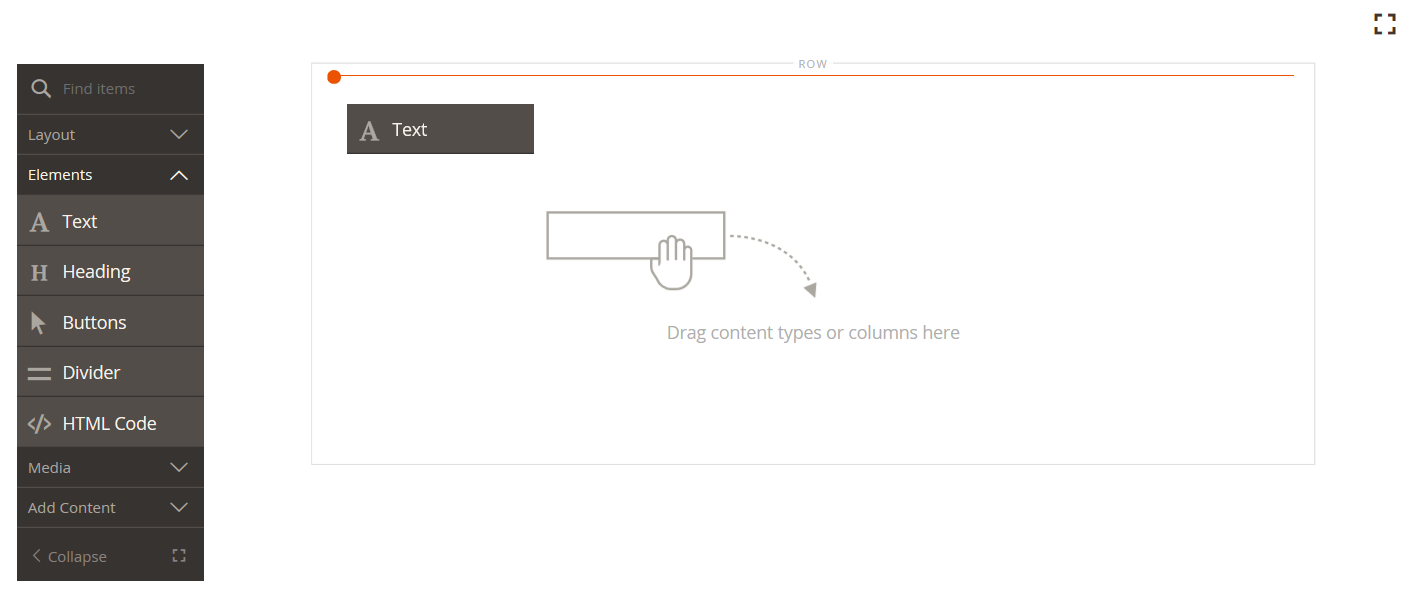 Find items
Layout
Elements
Text
Heading
Buttons
Divider
HTML Code
Media
Add Content
Collapse
ROW
Text
Drag content types or columns here